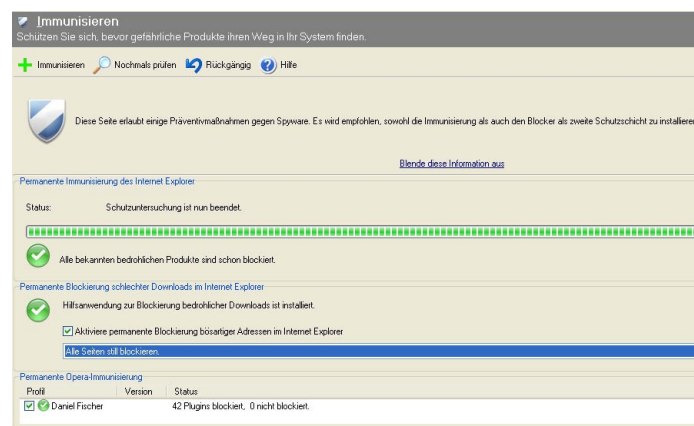 Immunisieren
Schützen Sie sich, bevor gefährliche Produkte ihren Weg in Ihr System finden.
Immunisieren Nochmals prüfen Rückgängig Hilfe
Diese Seite erlaubt einige Präventivmaßnahmen gegen Spyware. Es wird empfohlen, sowohl die Immunisierung als auch den Blocker als zweite Schutzschicht zu installieren
Blende diese Information aus
Permanente Immunisierung des Internet Explorer
Status: Schutzuntersuchung ist nun beendet.
Alle bekannten bedrohlichen Produkte sind schon blockiert.
Permanente Blockierung schlechter Downloads im Internet Explorer
Hilfsanwendung zur Blockierung bedrohlicher Downloads ist installiert.
Aktiviere permanente Blockierung bösartiger Adressen im Internet Explorer
Alle Seiten still blockieren.
Permanente Opera-Immunisierung
Profil Version Status
Daniel Fischer 42 Plugins blockiert, 0 nicht blockiert.